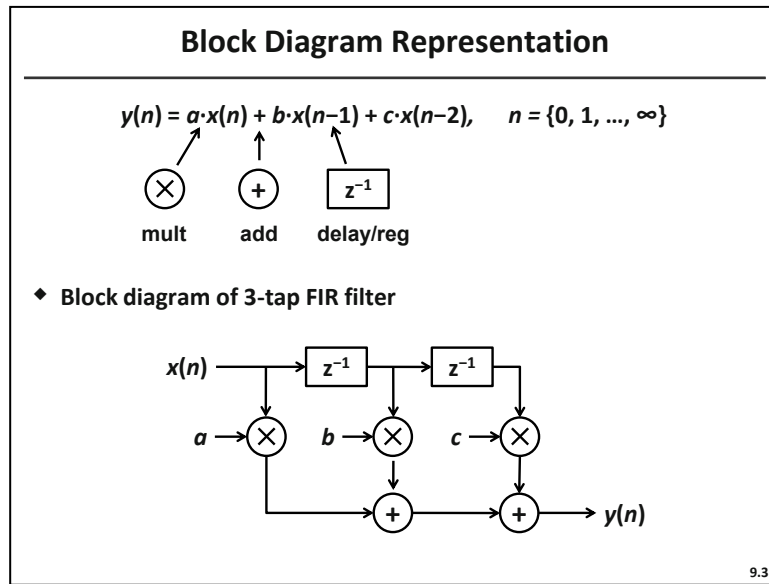 Block Diagram Representation
y(n) = a·x(n) + b·x(n−1) + c·x(n−2), n = {0, 1, …, ∞}
× + z⁻¹
mult add delay/reg
◆ Block diagram of 3-tap FIR filter
x(n) z⁻¹ z⁻¹
a × b × c ×
+ + y(n)
9.3